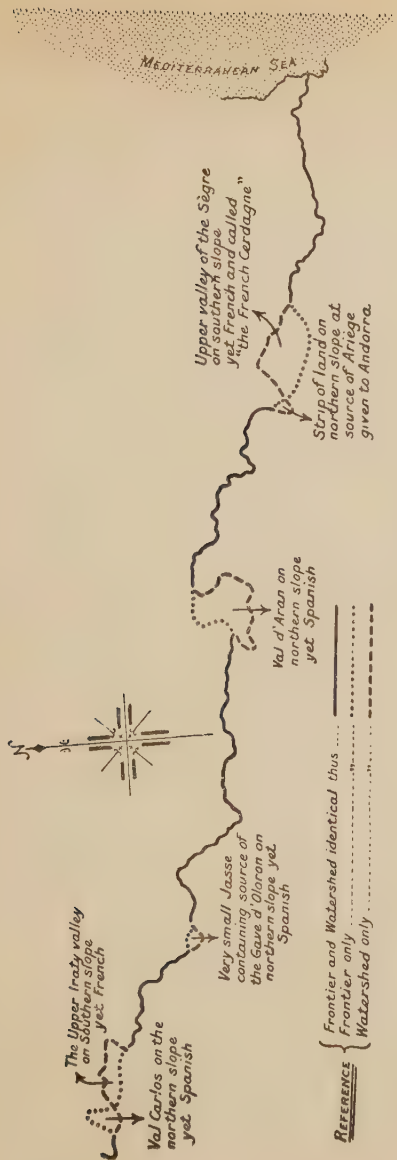 MEDITERRANEAN SEA
Upper valley of the Sègre
on southern slope
yet French and called
"the French Cerdagne"
Strip of land on
northern slope at
source of Ariege
given to Andorra
Val d'Aran on
northern slope
yet Spanish
N
Very small Jasse
containing source of
the Gave d'Oloron on
northern slope yet
Spanish
The Upper Iraty valley
on Southern slope
yet French
Val Carlos on the
northern slope
yet Spanish
REFERENCE { Frontier and Watershed identical thus ....
Frontier only ....................."......
Watershed only ...................."......